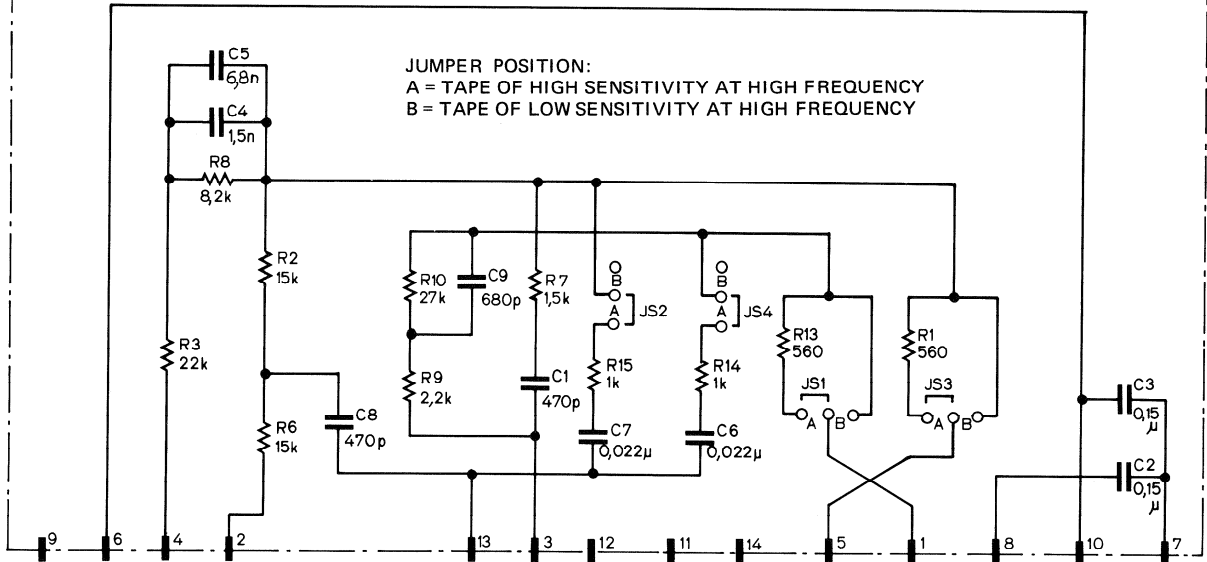 JUMPER POSITION:
A = TAPE OF HIGH SENSITIVITY AT HIGH FREQUENCY
B = TAPE OF LOW SENSITIVITY AT HIGH FREQUENCY
C5
6,8n
C4
1,5n
R8
8,2k
R2
15k
R3
22k
R6
15k
C8
470p
R10
27k
C9
680p
R9
2,2k
R7
1,5k
C1
470p
B
A
JS2
R15
1k
C7
0,022µ
B
A
JS4
R14
1k
C6
0,022µ
R13
560
JS1
A
B
R1
560
JS3
A
B
C3
0,15
µ
C2
0,15
µ
9
6
4
2
13
3
12
11
14
5
1
8
10
7